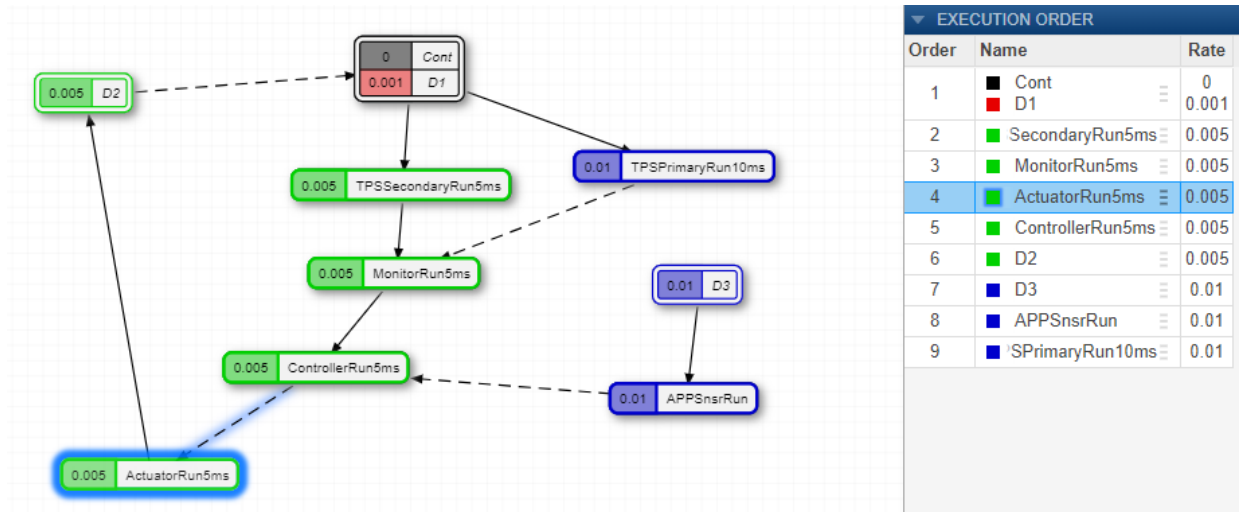 0 Cont
0.001 D1
0.005 D2
0.005 TPSSecondaryRun5ms
0.01 TPSPrimaryRun10ms
0.005 MonitorRun5ms
0.01 D3
0.005 ControllerRun5ms
0.01 APPSnsrRun
0.005 ActuatorRun5ms
EXECUTION ORDER
Order Name Rate
1 Cont 0
D1 0.001
2 SecondaryRun5ms 0.005
3 MonitorRun5ms 0.005
4 ActuatorRun5ms 0.005
5 ControllerRun5ms 0.005
6 D2 0.005
7 D3 0.01
8 APPSnsrRun 0.01
9 SPrimaryRun10ms 0.01